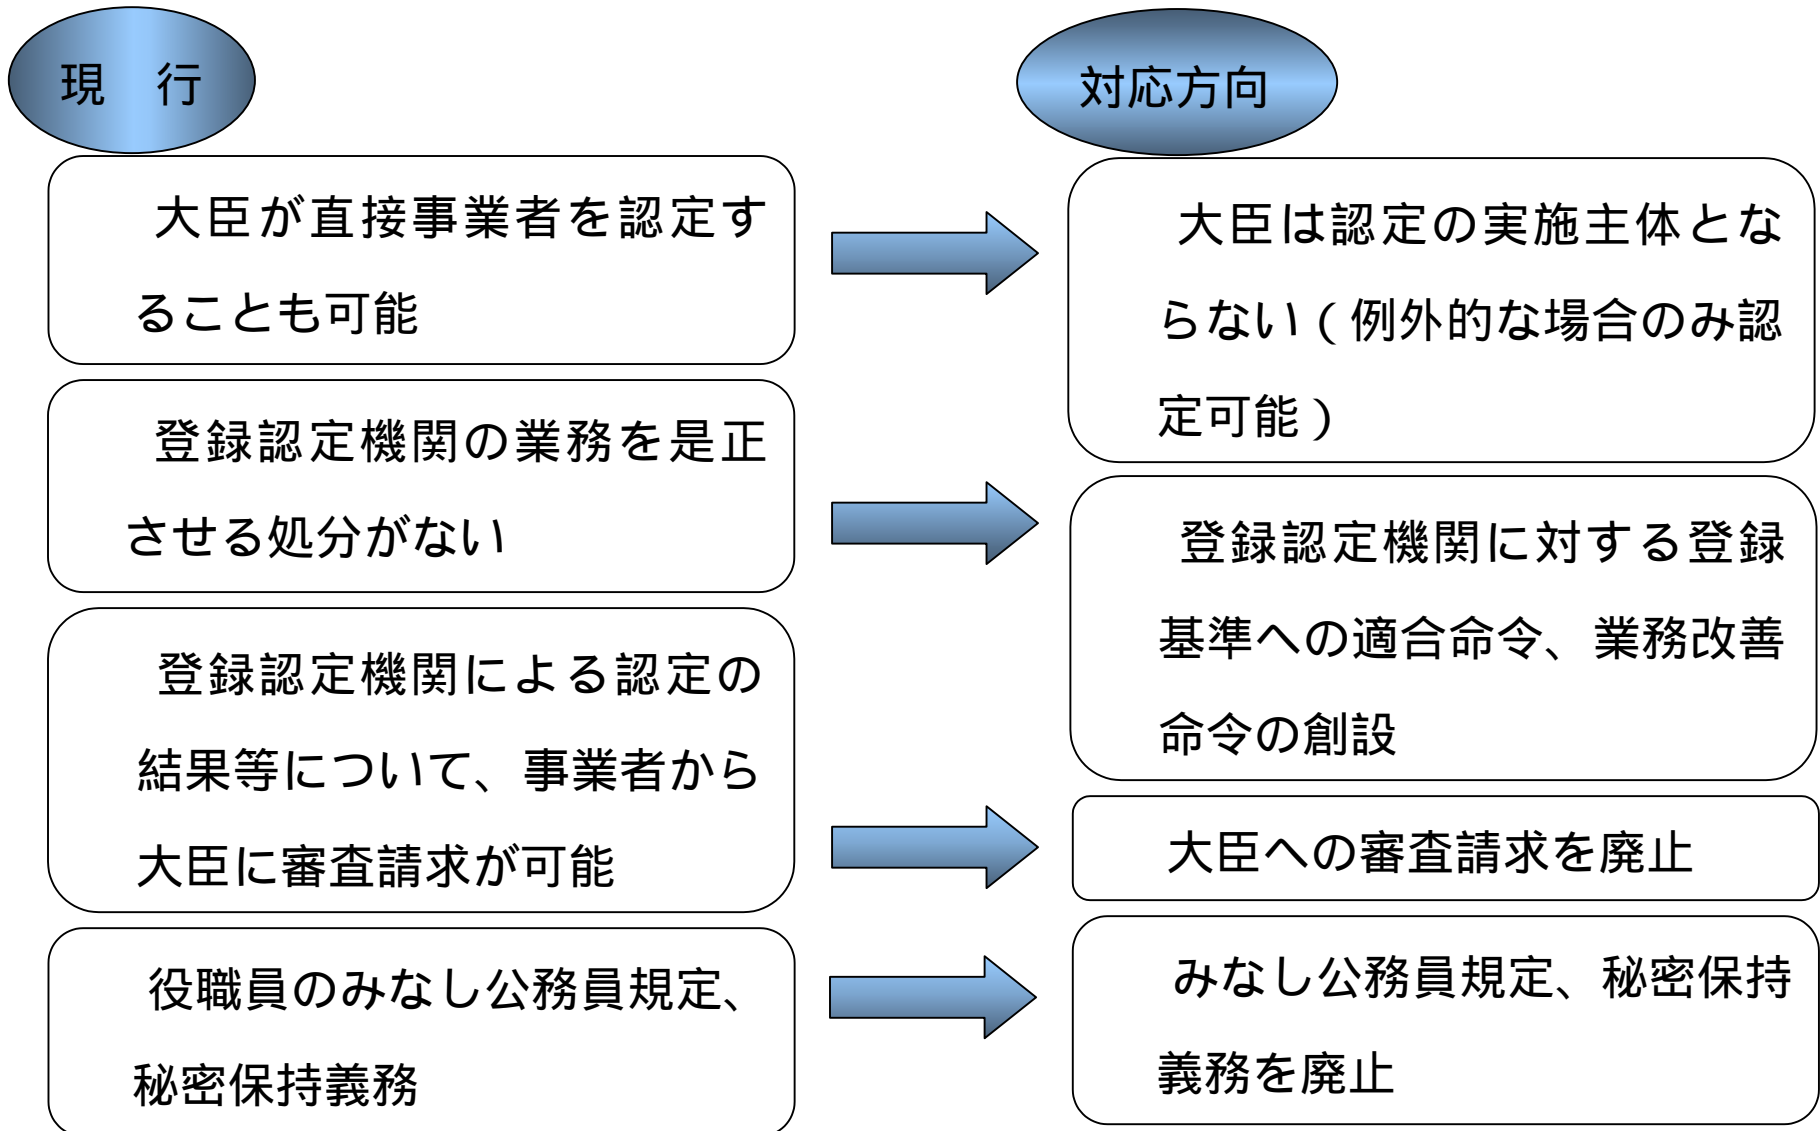 現　行
大臣が直接事業者を認定す
ることも可能
登録認定機関の業務を是正
させる処分がない
登録認定機関による認定の
結果等について、事業者から
大臣に審査請求が可能
役職員のみなし公務員規定、
秘密保持義務
対応方向
大臣は認定の実施主体とな
らない（例外的な場合のみ認
定可能）
登録認定機関に対する登録
基準への適合命令、業務改善
命令の創設
大臣への審査請求を廃止
みなし公務員規定、秘密保持
義務を廃止